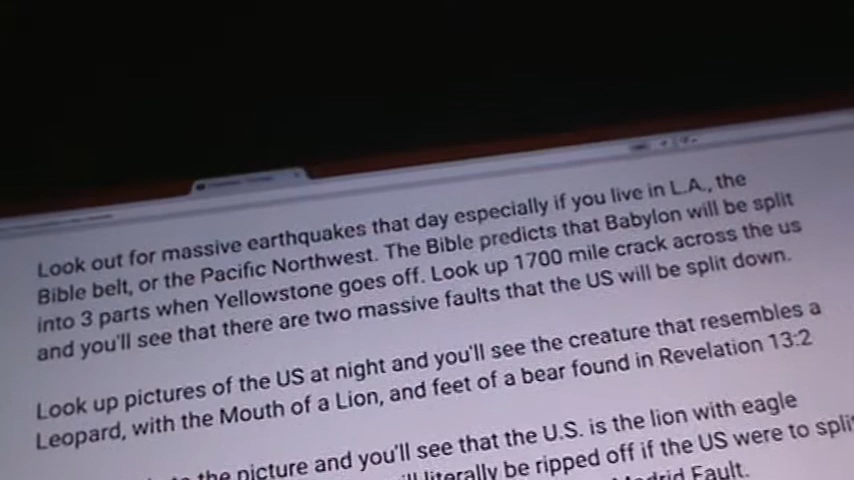 Look out for massive earthquakes that day especially if you live in L.A., the
Bible belt, or the Pacific Northwest. The Bible predicts that Babylon will be split
into 3 parts when Yellowstone goes off. Look up 1700 mile crack across the us
and you'll see that there are two massive faults that the US will be split down.
Look up pictures of the US at night and you'll see the creature that resembles a
Leopard, with the Mouth of a Lion, and feet of a bear found in Revelation 13:2
the picture and you'll see that the U.S. is the lion with eagle
literally be ripped off if the US were to split
Fault.